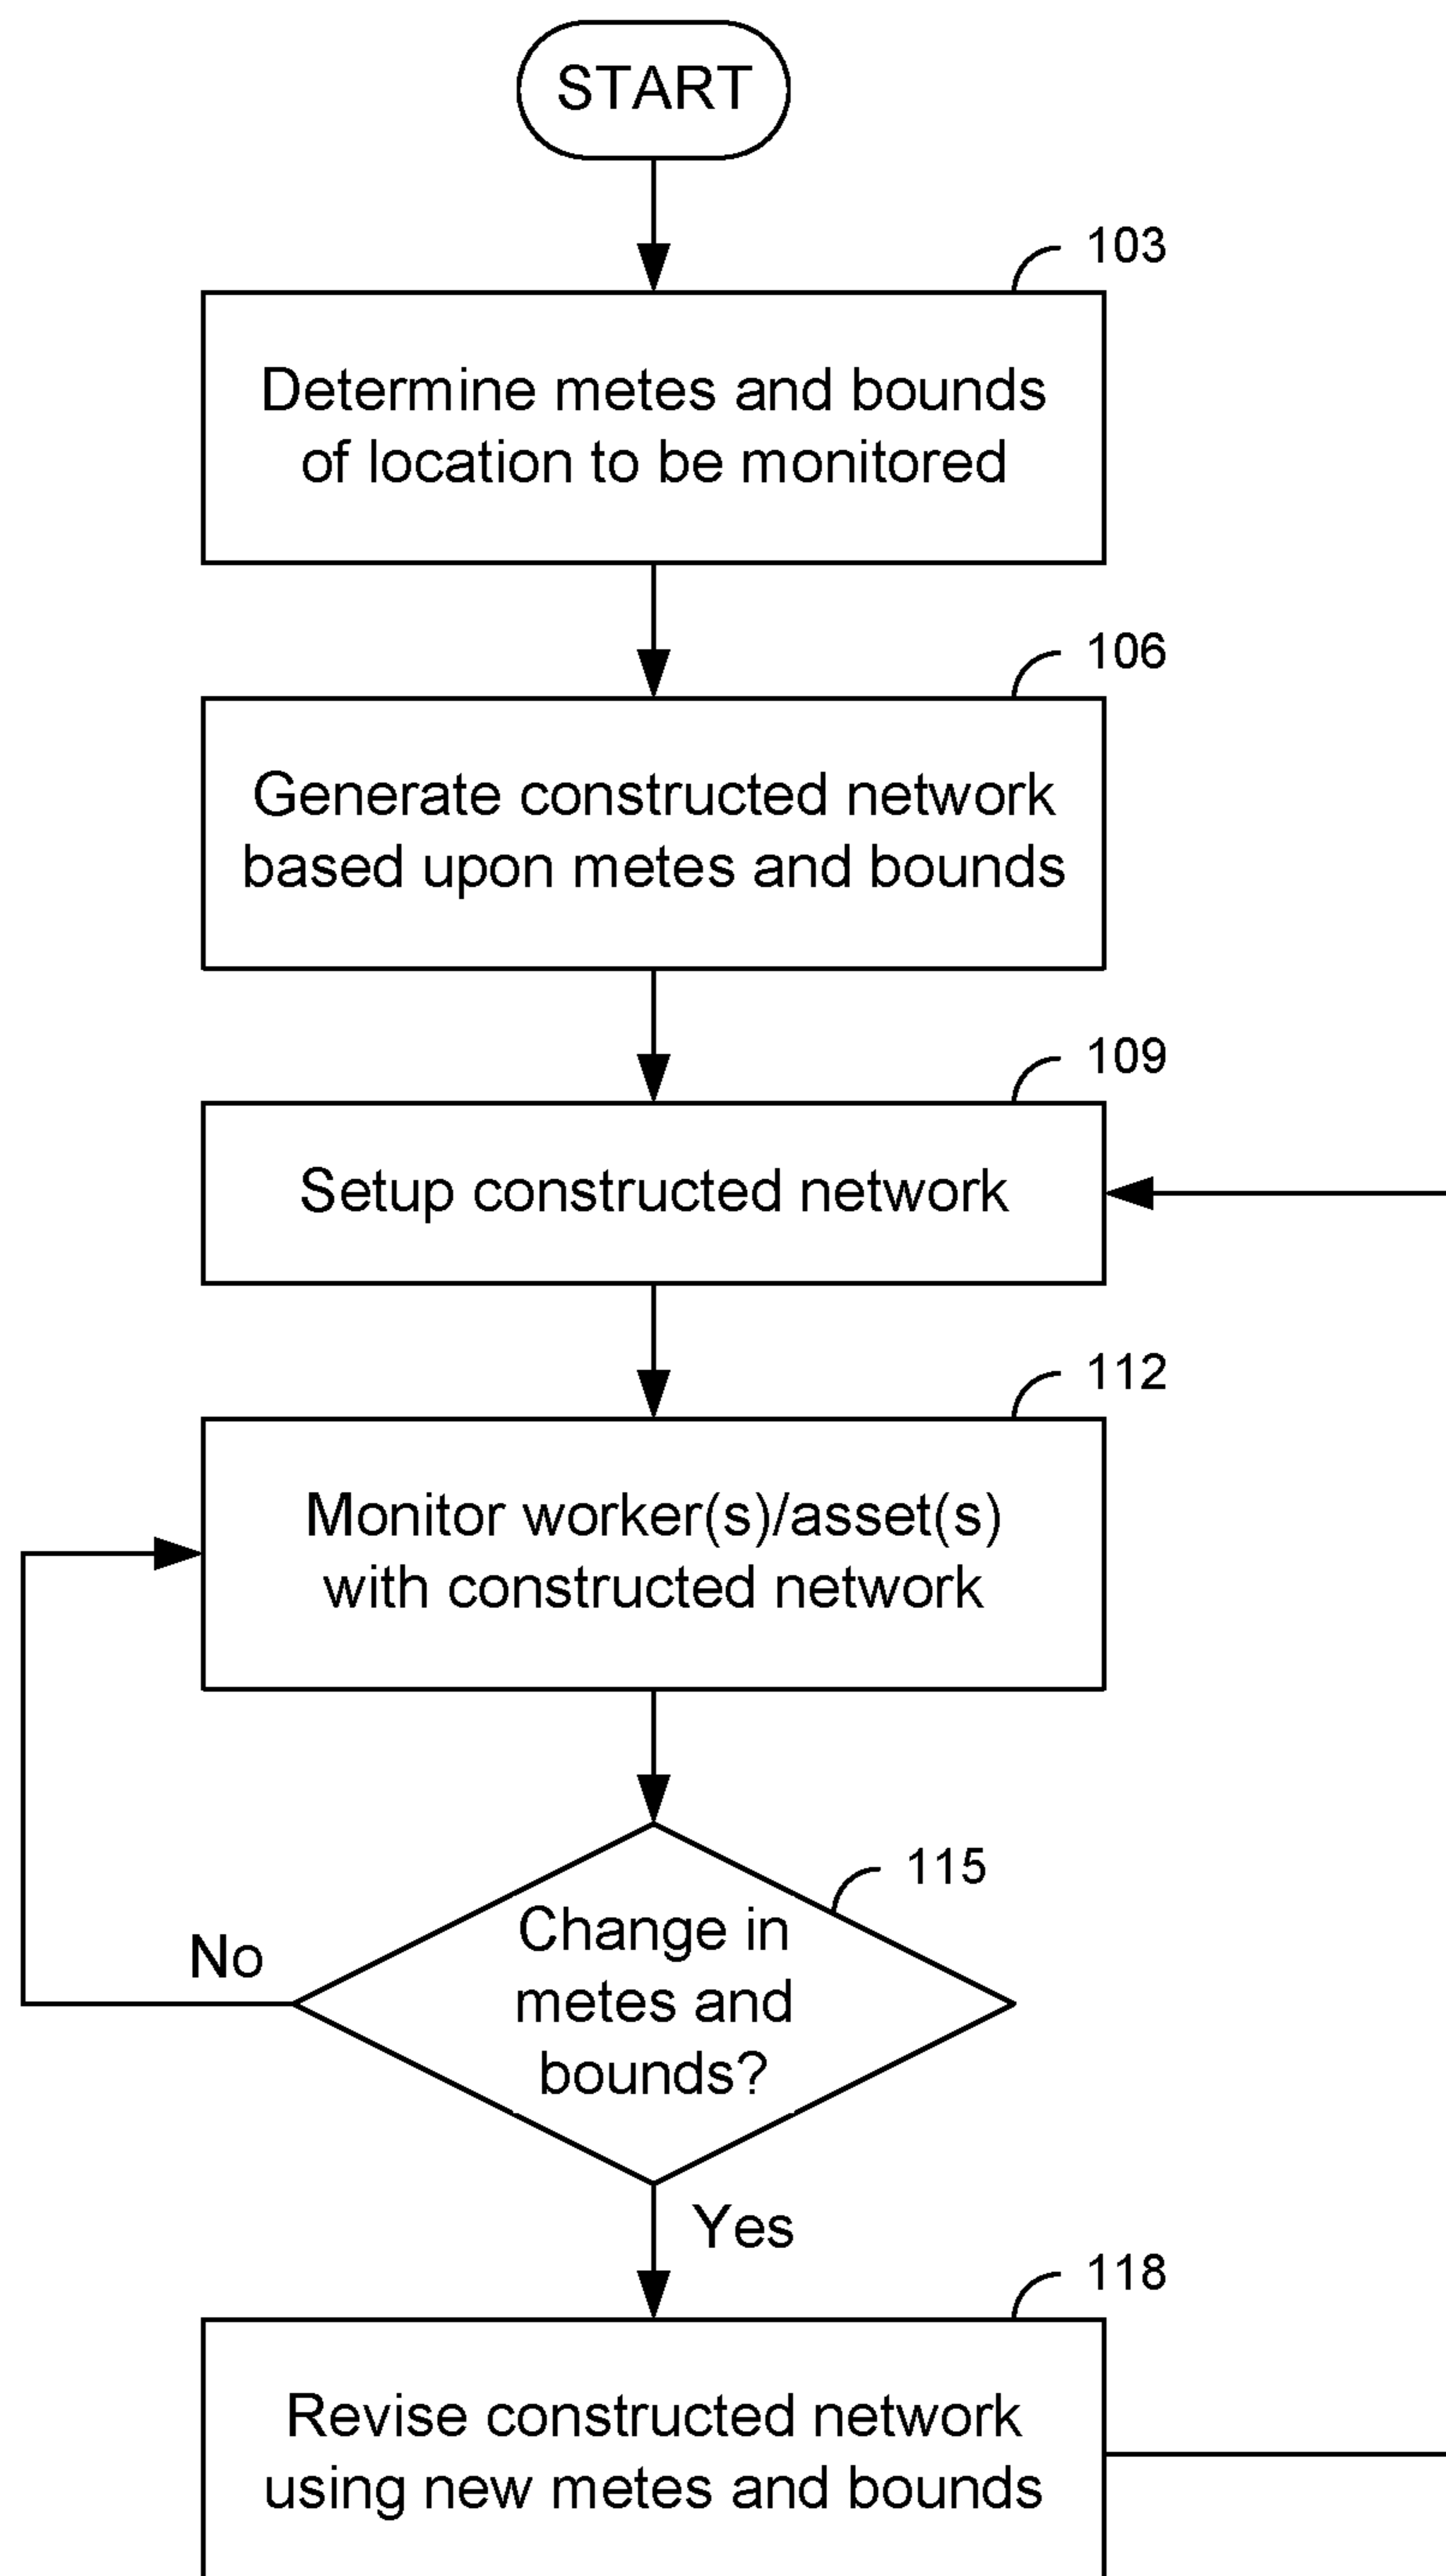 START
103
Determine metes and bounds
of location to be monitored
106
Generate constructed network
based upon metes and bounds
109
Setup constructed network
112
Monitor worker(s)/asset(s)
with constructed network
115
Change in
metes and
bounds?
No
Yes
118
Revise constructed network
using new metes and bounds